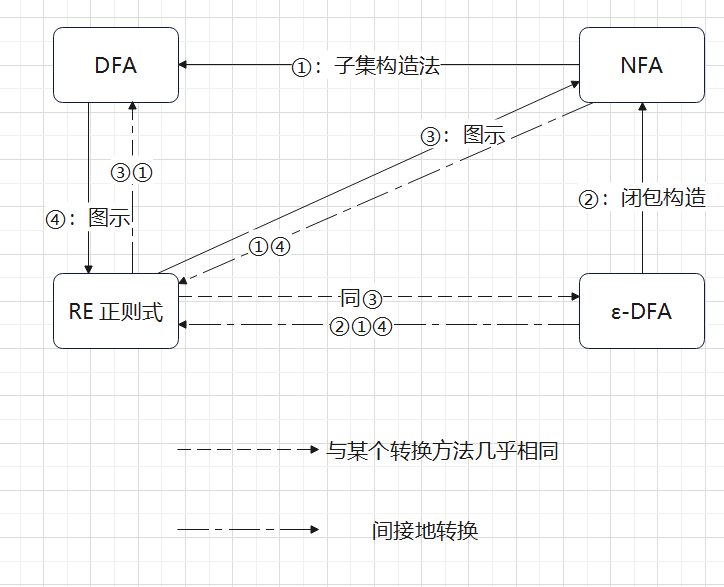 DFA
①：子集构造法
NFA
③：图示
③①
②：闭包构造
④：图示
①④
RE 正则式
同③
②①④
ε-DFA
与某个转换方法几乎相同
间接地转换